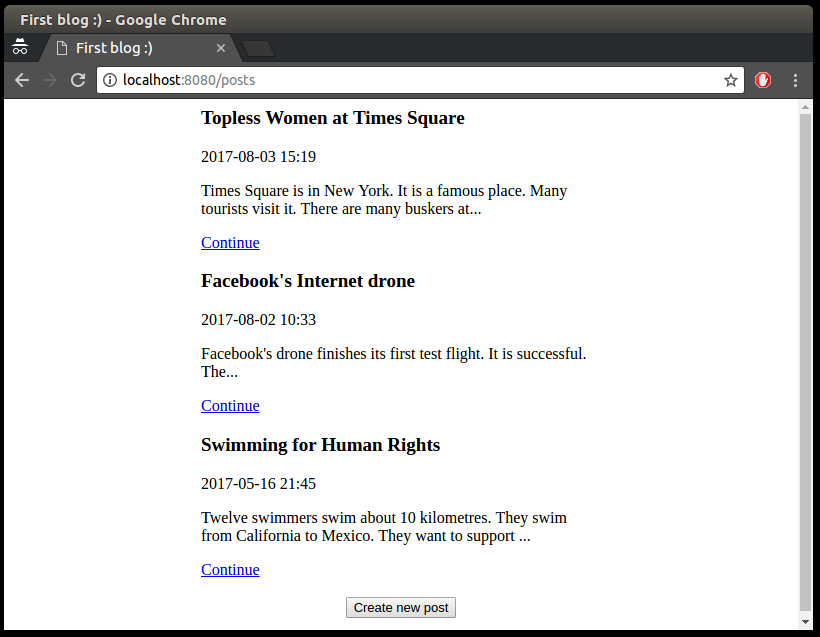 First blog :) - Google Chrome
First blog :)
localhost:8080/posts
Topless Women at Times Square
2017-08-03 15:19
Times Square is in New York. It is a famous place. Many
tourists visit it. There are many buskers at...
Continue
Facebook's Internet drone
2017-08-02 10:33
Facebook's drone finishes its first test flight. It is successful.
The...
Continue
Swimming for Human Rights
2017-05-16 21:45
Twelve swimmers swim about 10 kilometres. They swim
from California to Mexico. They want to support ...
Continue
Create new post